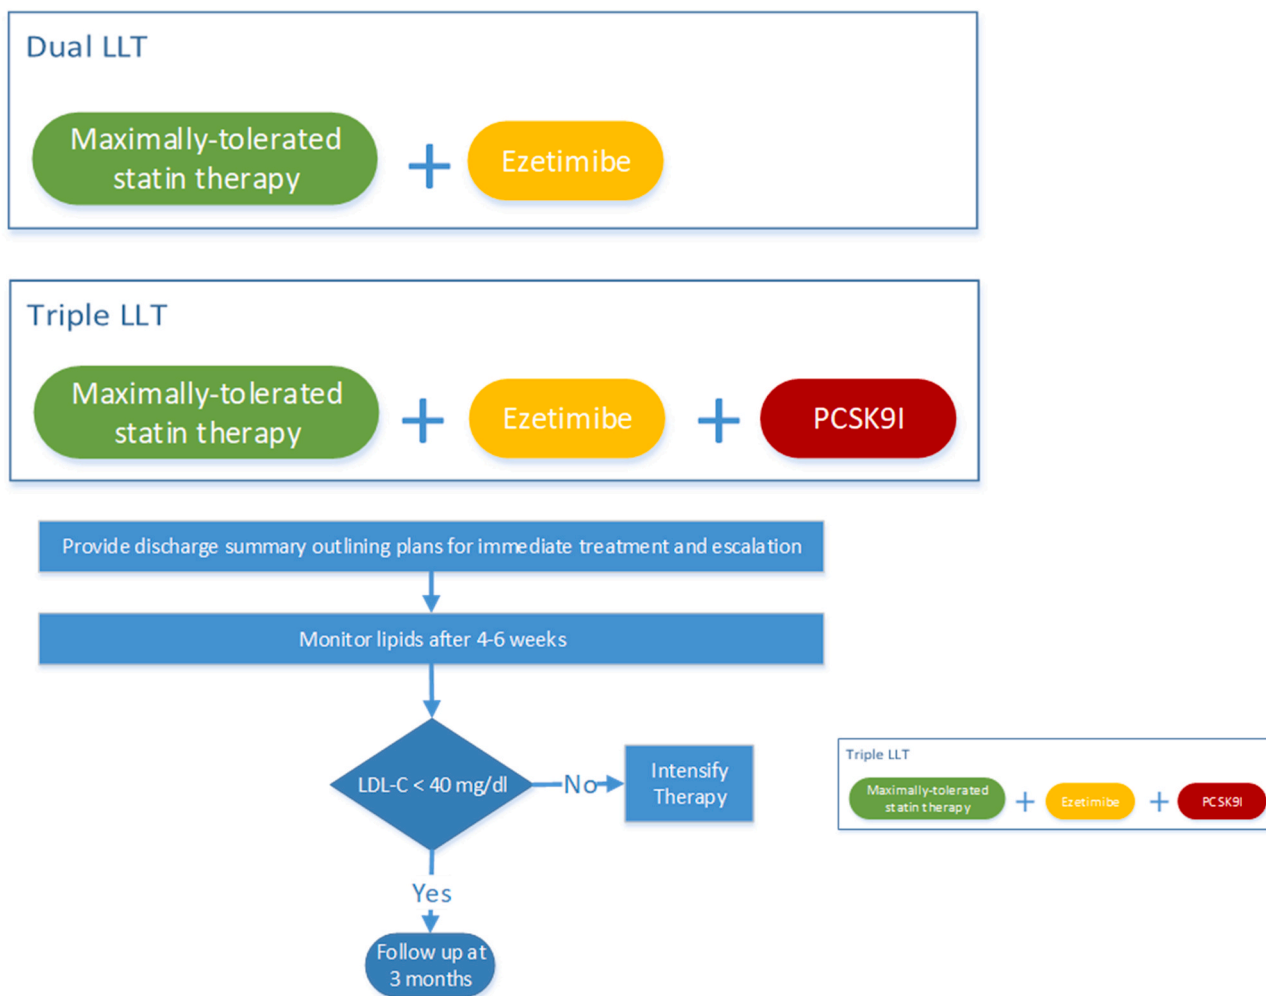 Dual LLT
Maximally-tolerated
statin therapy
+
Ezetimibe
Triple LLT
Maximally-tolerated
statin therapy
+
Ezetimibe
+
PCSK9I
Provide discharge summary outlining plans for immediate treatment and escalation
Monitor lipids after 4-6 weeks
LDL-C < 40 mg/dl
No
Intensify
Therapy
Triple LLT
Maximally-tolerated
statin therapy
+
Ezetimibe
+
PCSK9I
Yes
Follow up at
3 months